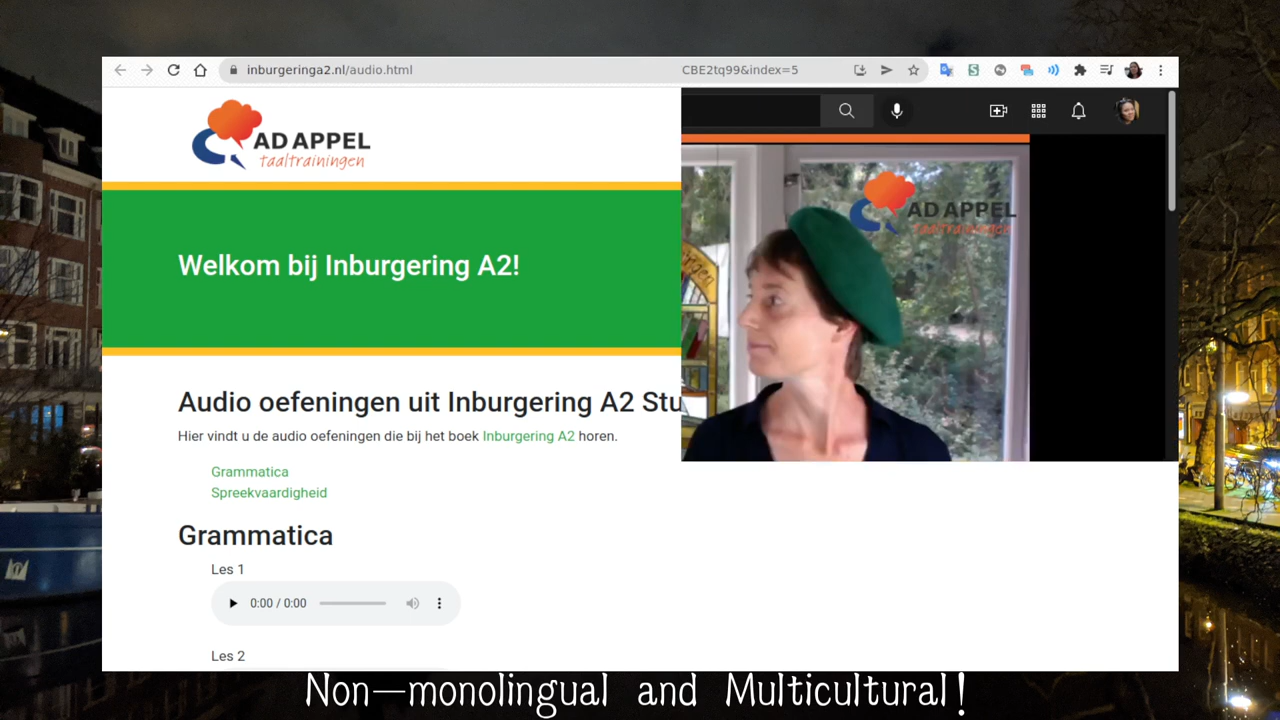 inburgeringa2.nl/audio.html
CBE2tq99&index=5
AD APPEL
taaltrainingen
AD APPEL
taaltrainingen
Welkom bij Inburgering A2!
Audio oefeningen uit Inburgering A2 Stu
Hier vindt u de audio oefeningen die bij het boek Inburgering A2 horen.
Grammatica
Spreekvaardigheid
Grammatica
Les 1
0:00 / 0:00
Les 2
Non—monolingual and Multicultural!